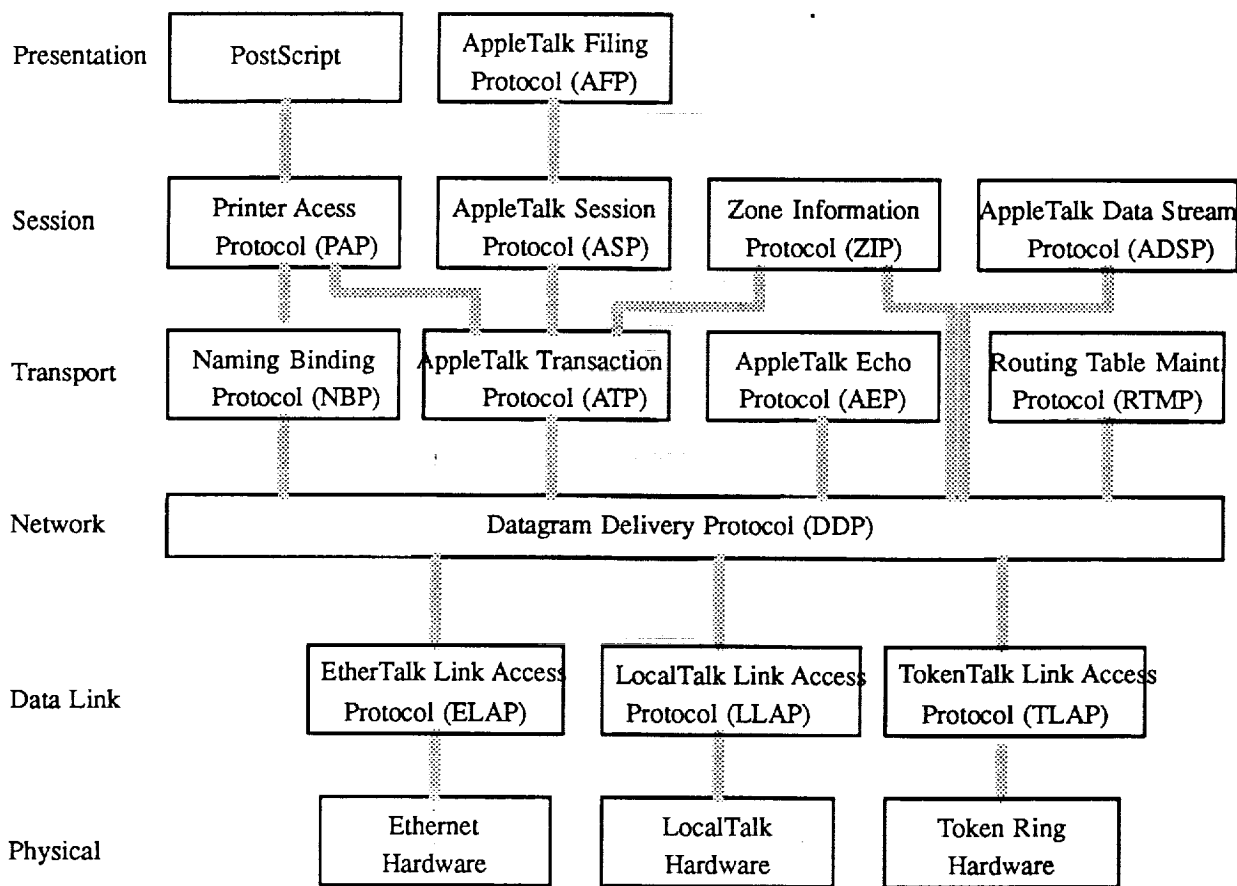 Presentation
PostScript
AppleTalk Filing
Protocol (AFP)
Session
Printer Acess
Protocol (PAP)
AppleTalk Session
Protocol (ASP)
Zone Information
Protocol (ZIP)
AppleTalk Data Stream
Protocol (ADSP)
Transport
Naming Binding
Protocol (NBP)
AppleTalk Transaction
Protocol (ATP)
AppleTalk Echo
Protocol (AEP)
Routing Table Maint.
Protocol (RTMP)
Network
Datagram Delivery Protocol (DDP)
Data Link
EtherTalk Link Access
Protocol (ELAP)
LocalTalk Link Access
Protocol (LLAP)
TokenTalk Link Access
Protocol (TLAP)
Physical
Ethernet
Hardware
LocalTalk
Hardware
Token Ring
Hardware